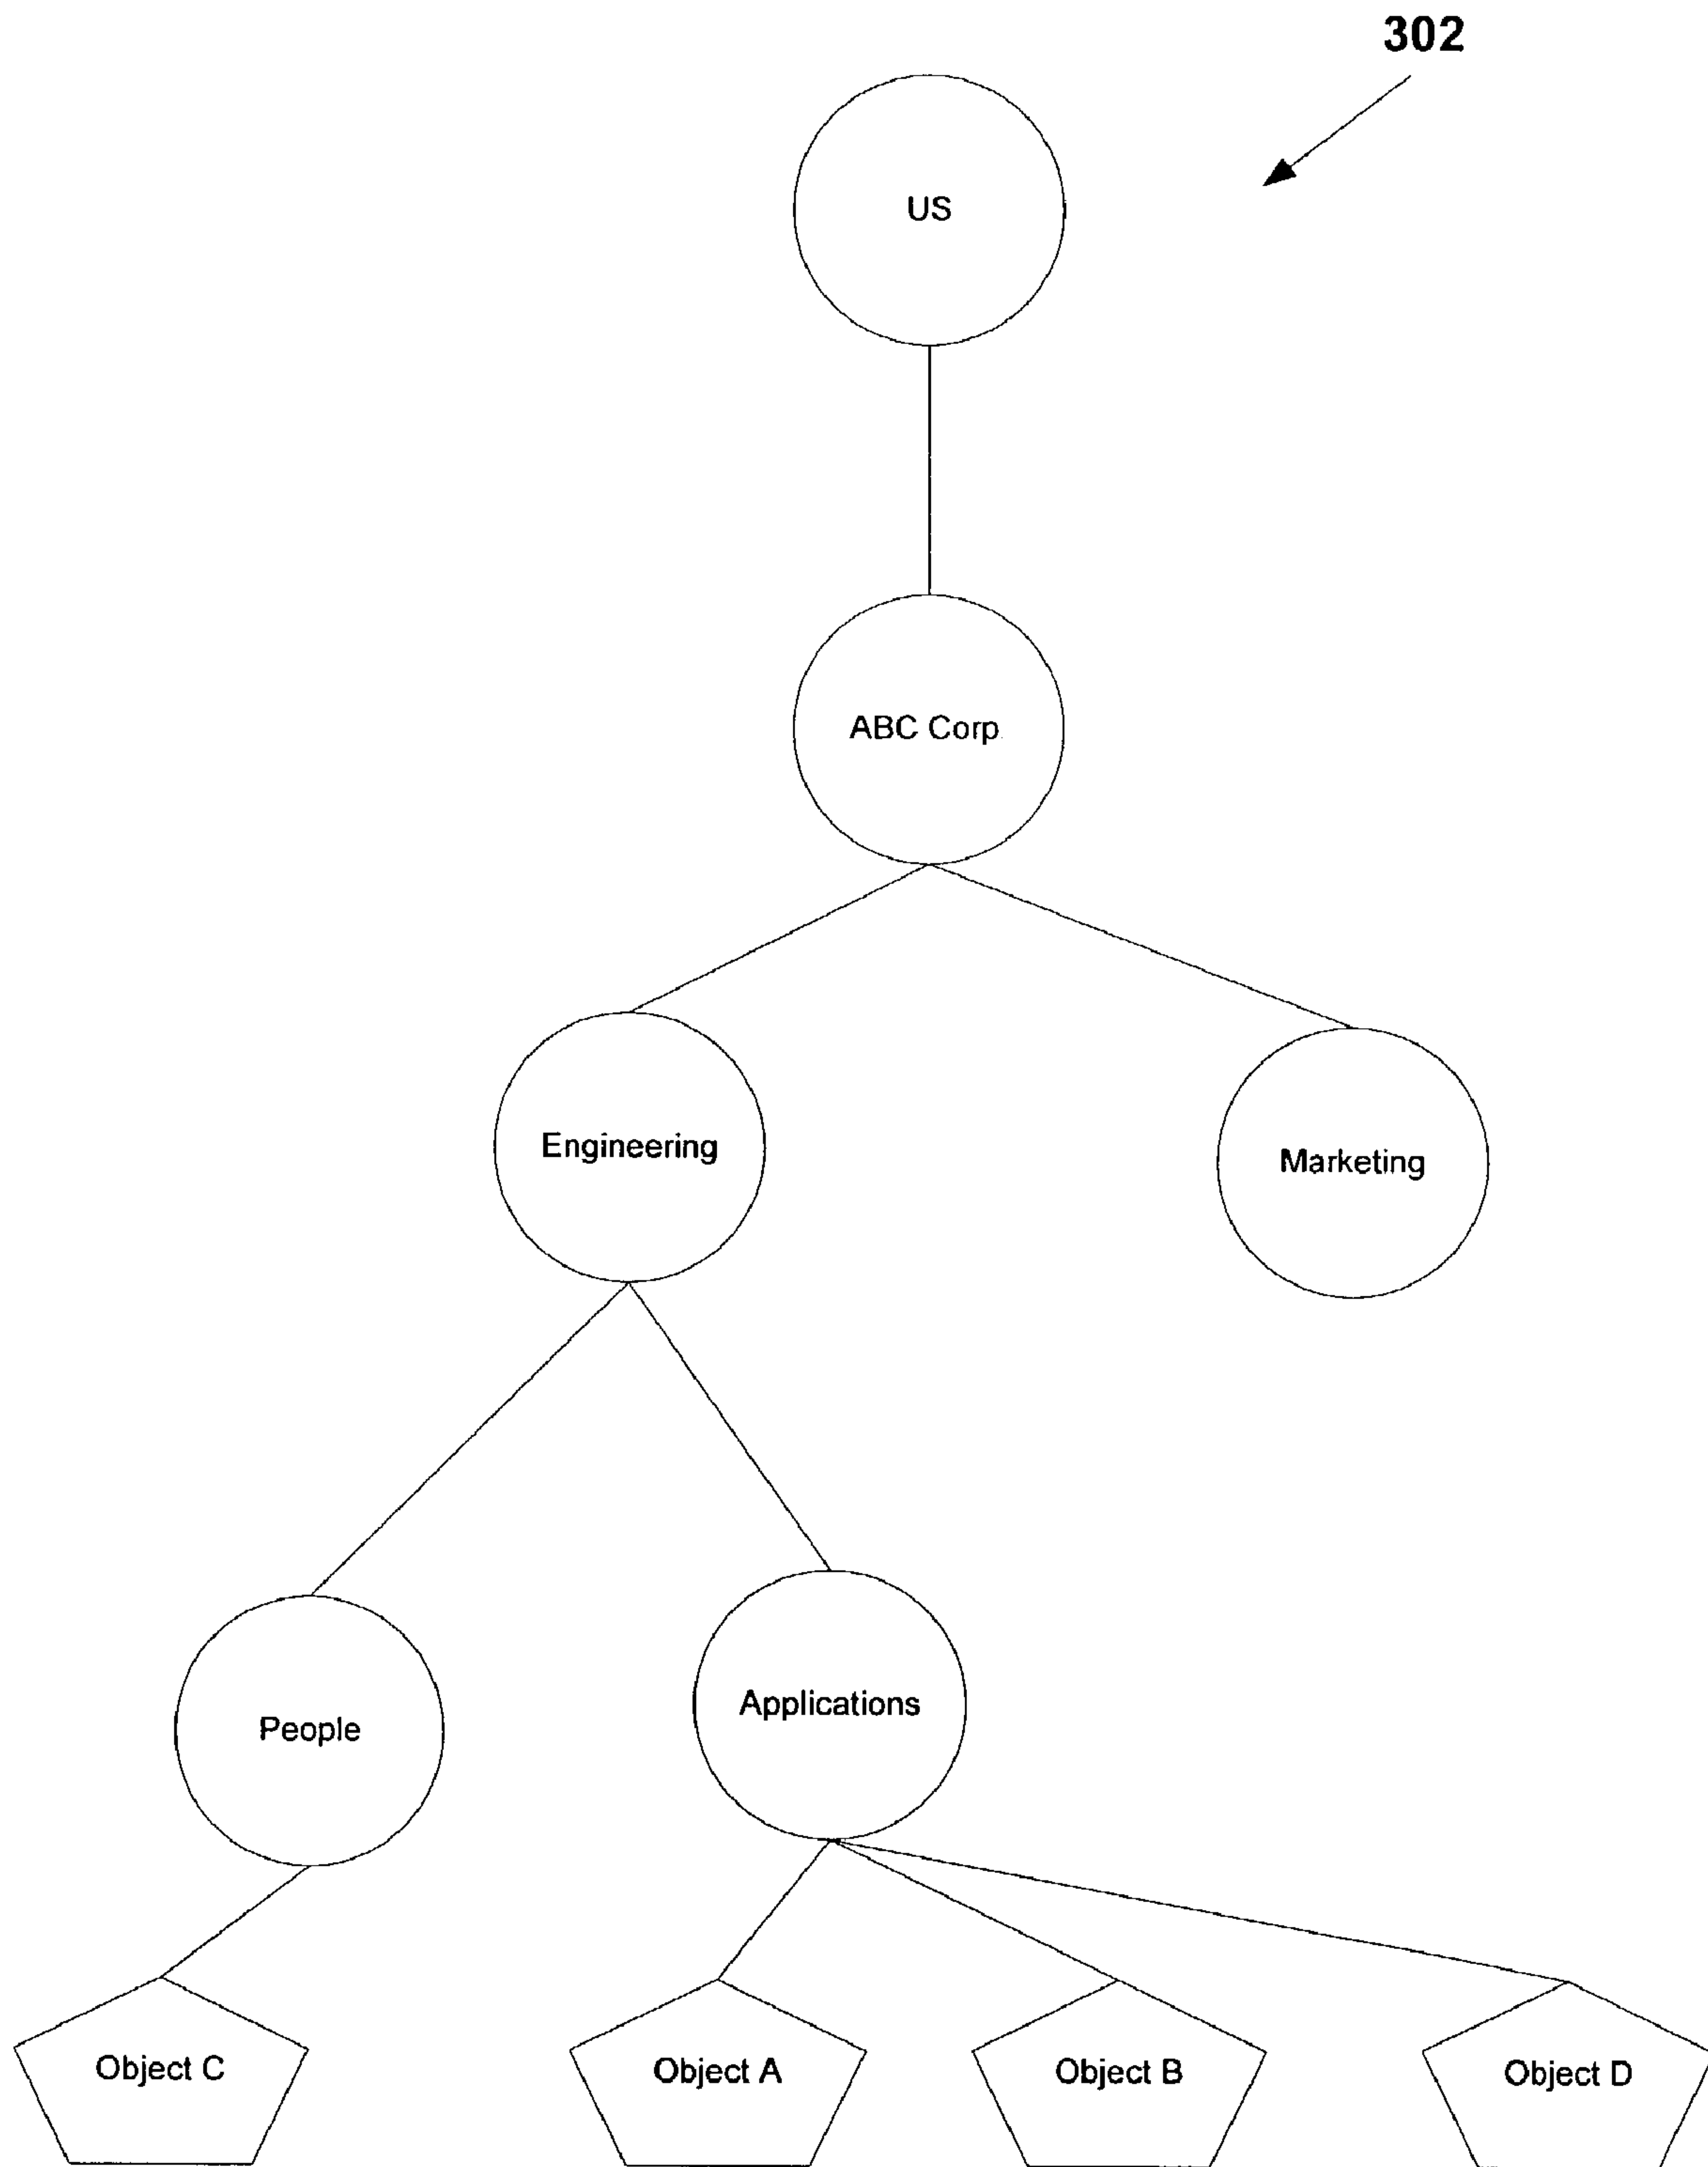 302
US
ABC Corp.
Engineering
Marketing
People
Applications
Object C
Object A
Object B
Object D